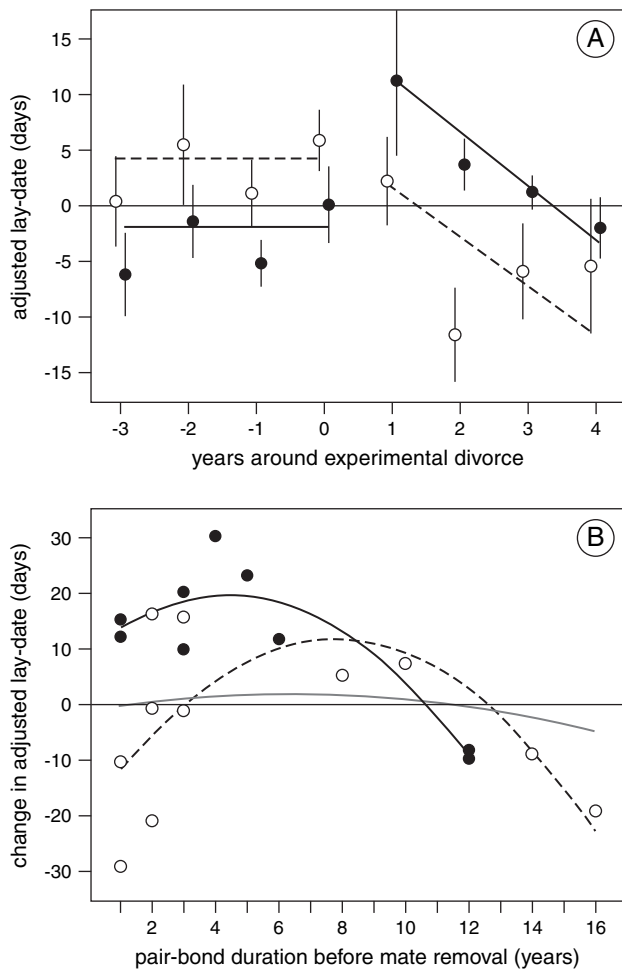 A
adjusted lay-date (days)
15
10
5
0
-5
-10
-15
-3 -2 -1 0 1 2 3 4
years around experimental divorce
B
change in adjusted lay-date (days)
30
20
10
0
-10
-20
-30
2 4 6 8 10 12 14 16
pair-bond duration before mate removal (years)